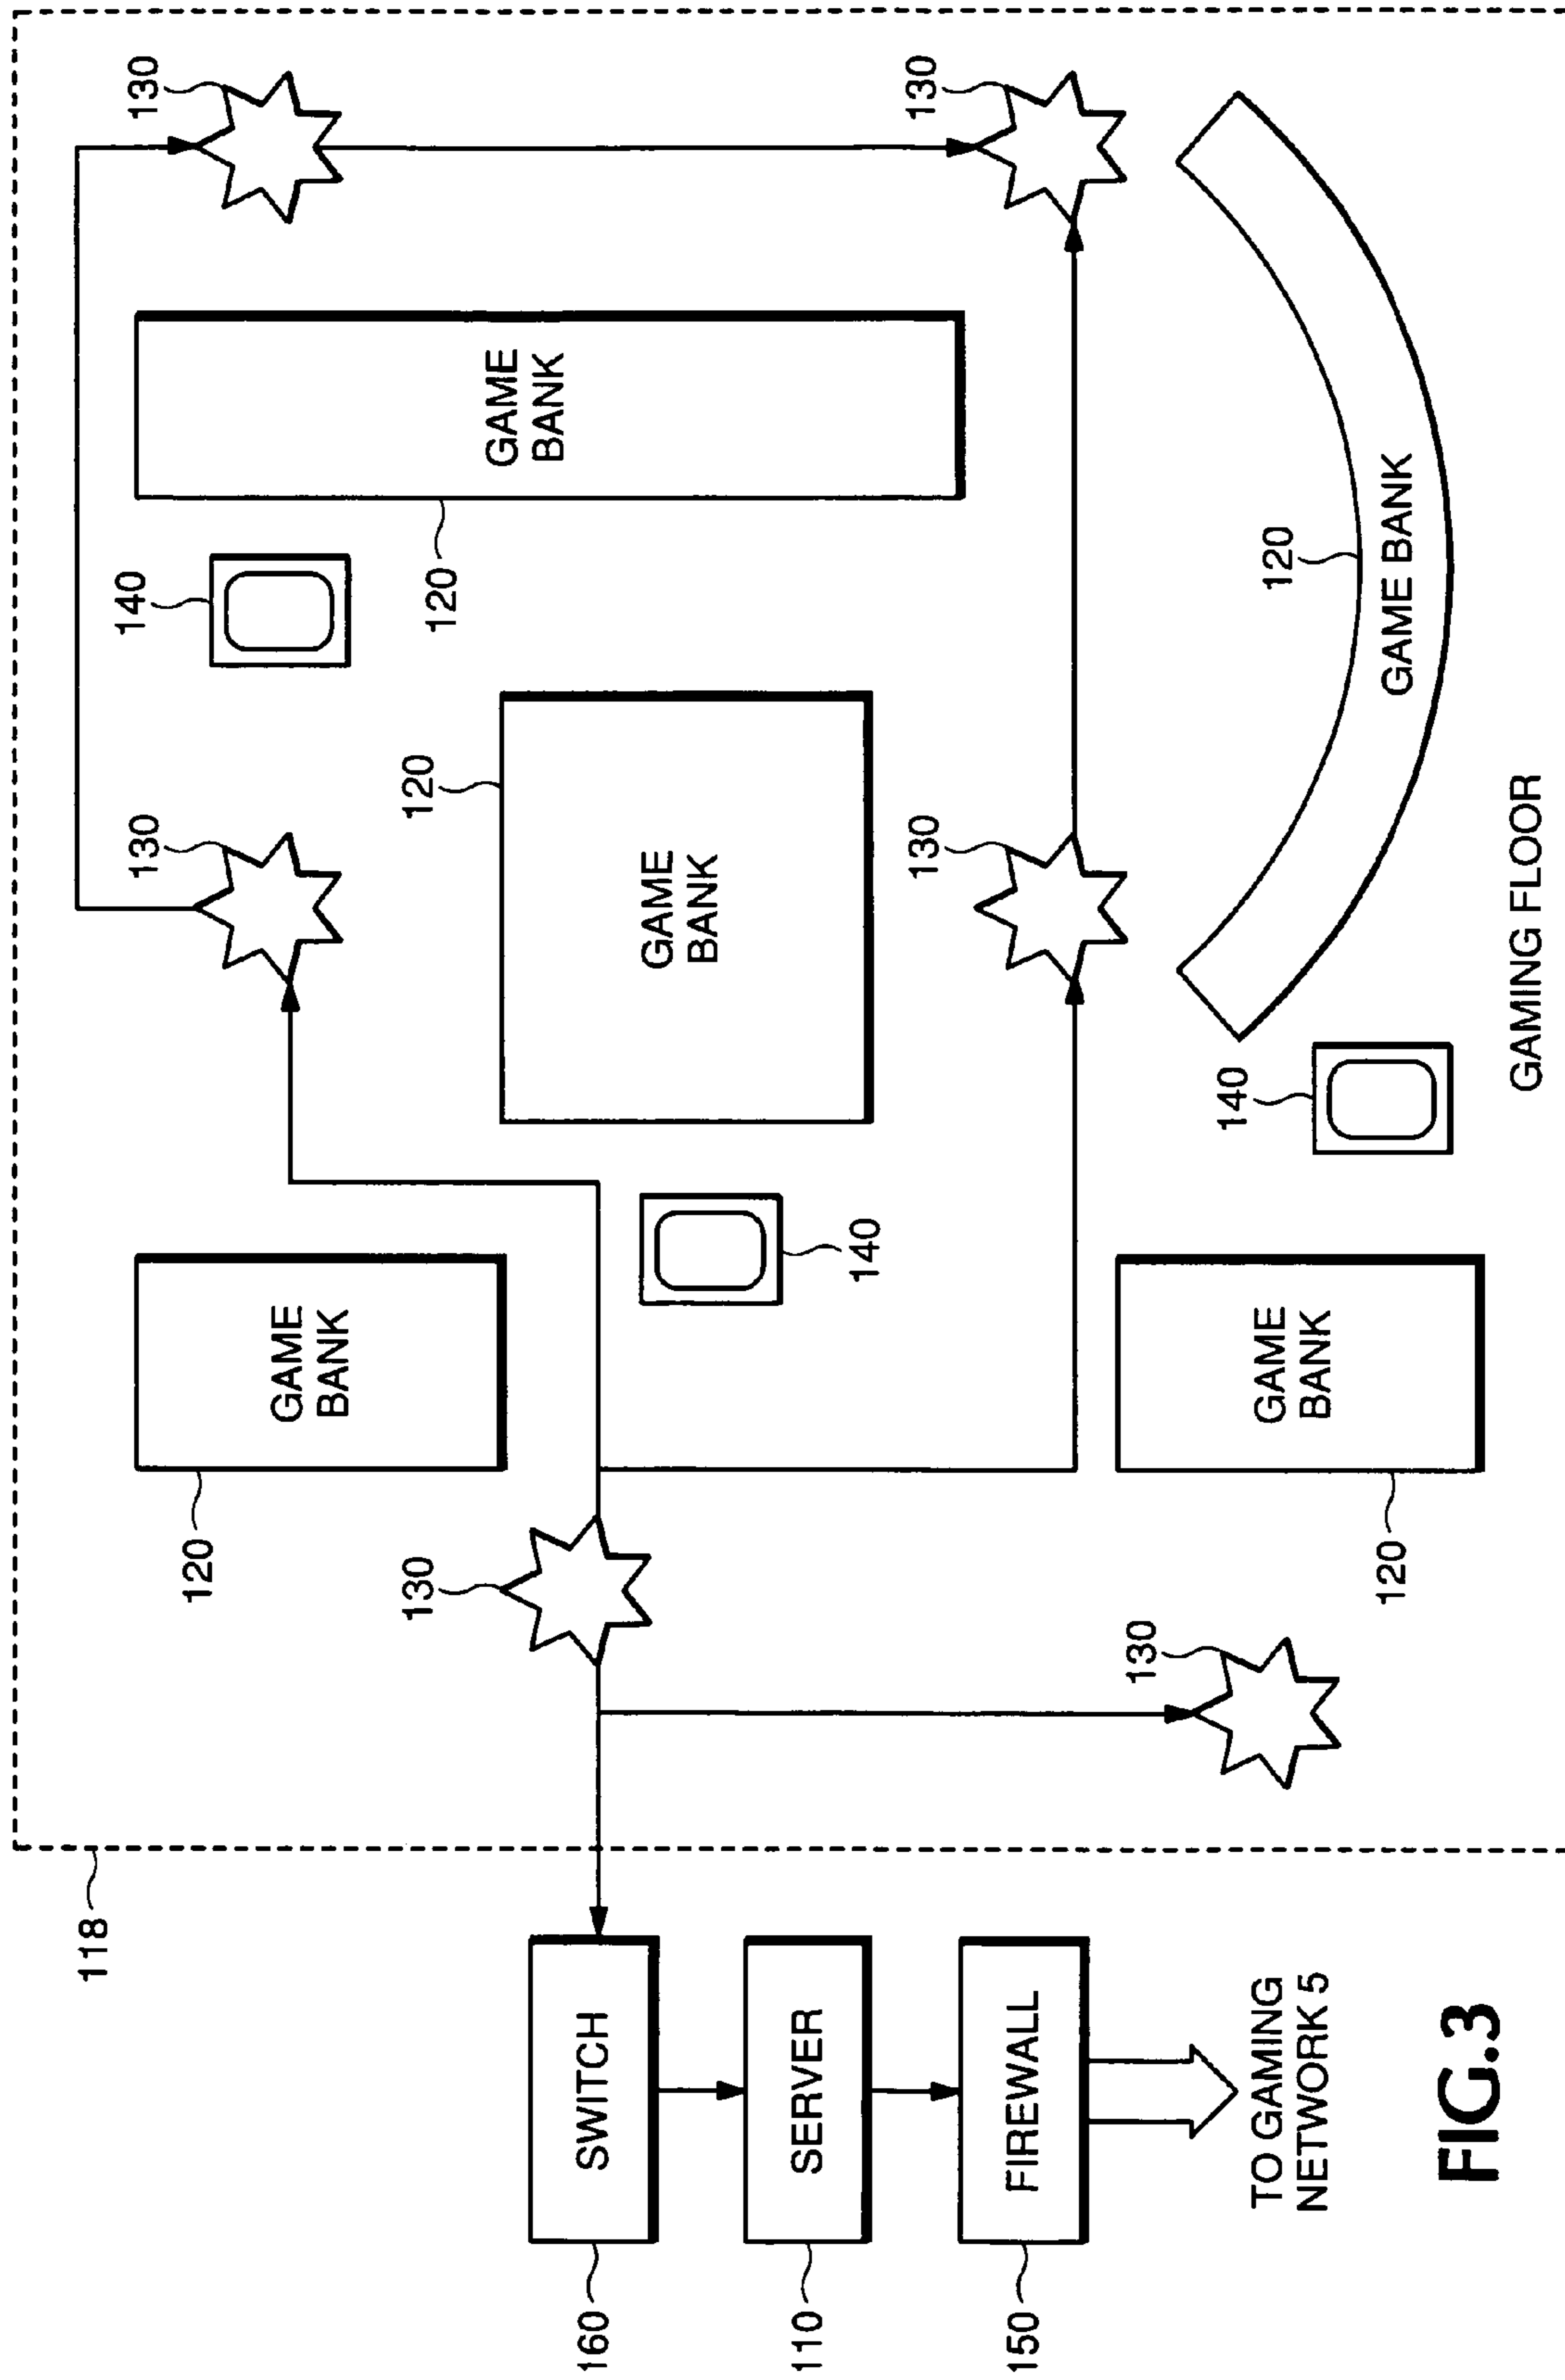 118
160
SWITCH
110
SERVER
150
FIREWALL
TO GAMING
NETWORK 5
FIG.3
120
GAME
BANK
130
130
130
140
120
GAME
BANK
120
GAME
BANK
140
130
130
130
120
GAME
BANK
140
120
GAME BANK
GAMING FLOOR